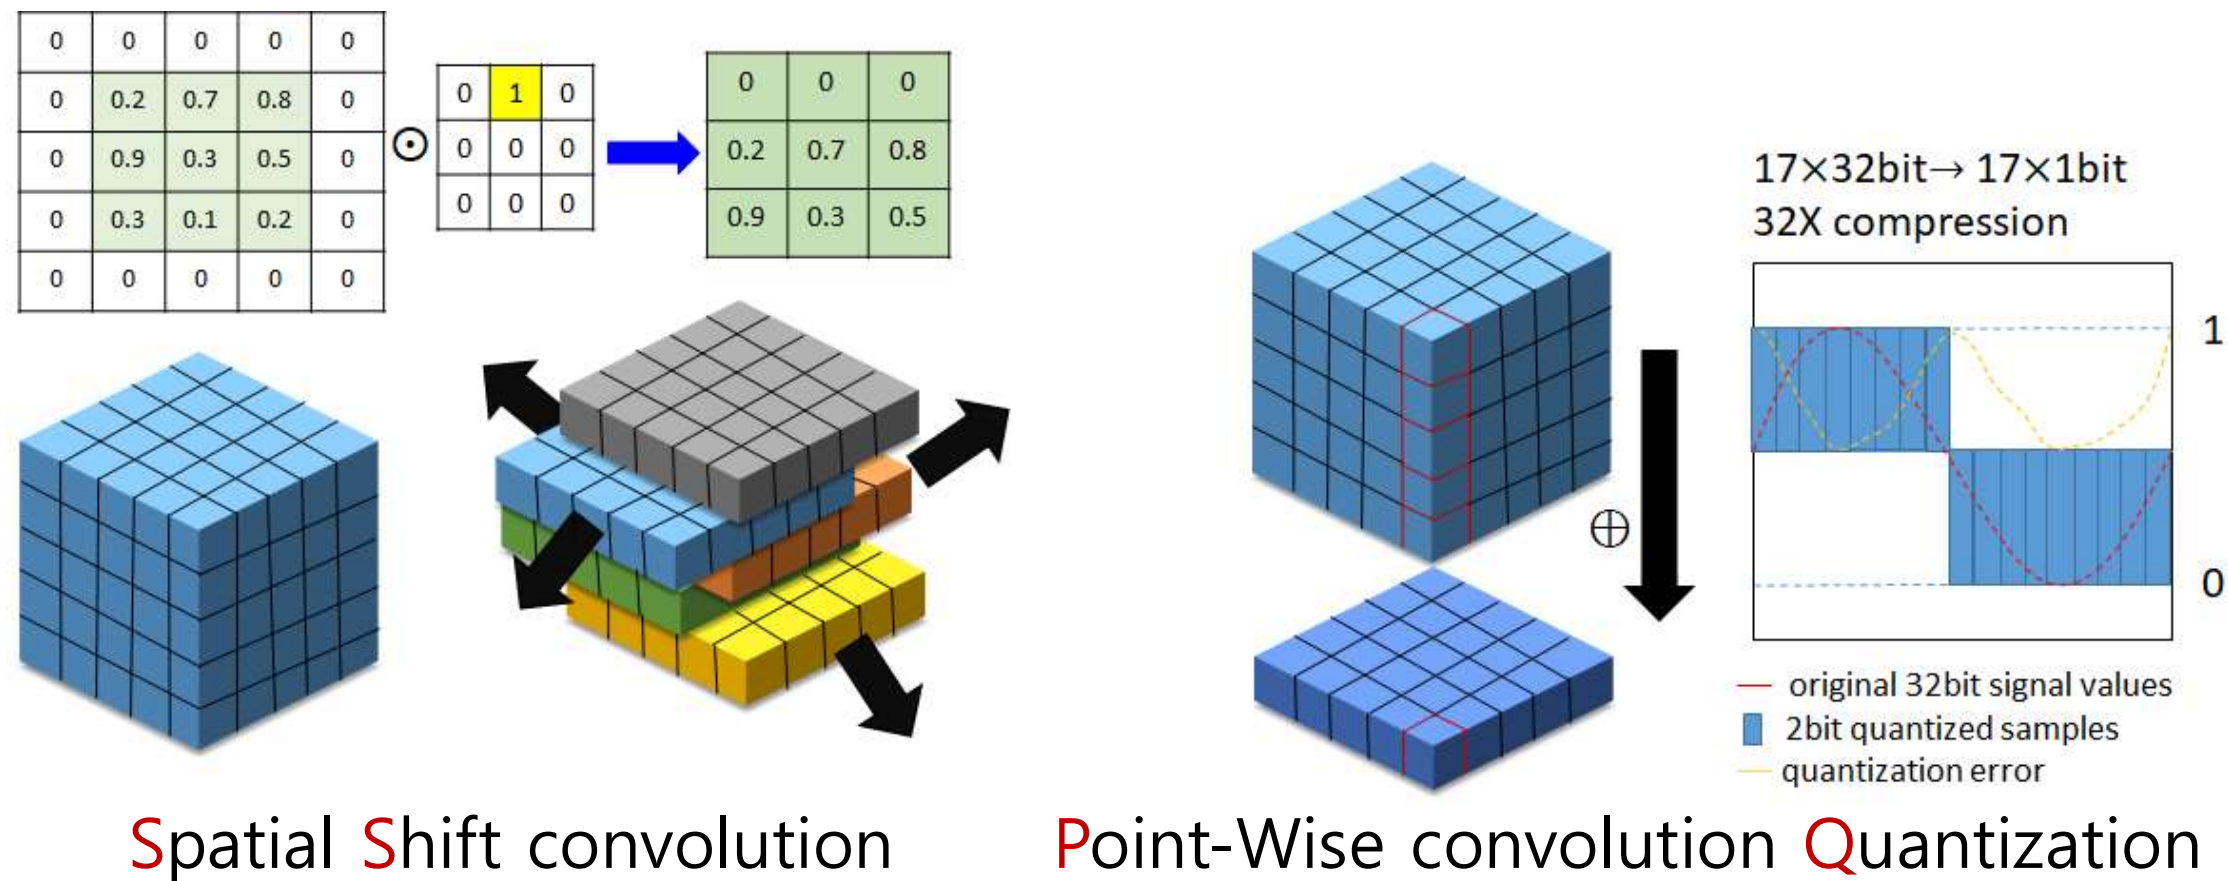 0 0 0 0 0
0 0.2 0.7 0.8 0
0 0.9 0.3 0.5 0
0 0.3 0.1 0.2 0
0 0 0 0 0
0 1 0
0 0 0
0 0 0
0 0 0
0.2 0.7 0.8
0.9 0.3 0.5
17×32bit→ 17×1bit
32X compression
1
0
original 32bit signal values
2bit quantized samples
quantization error
Spatial Shift convolution
Point-Wise convolution Quantization